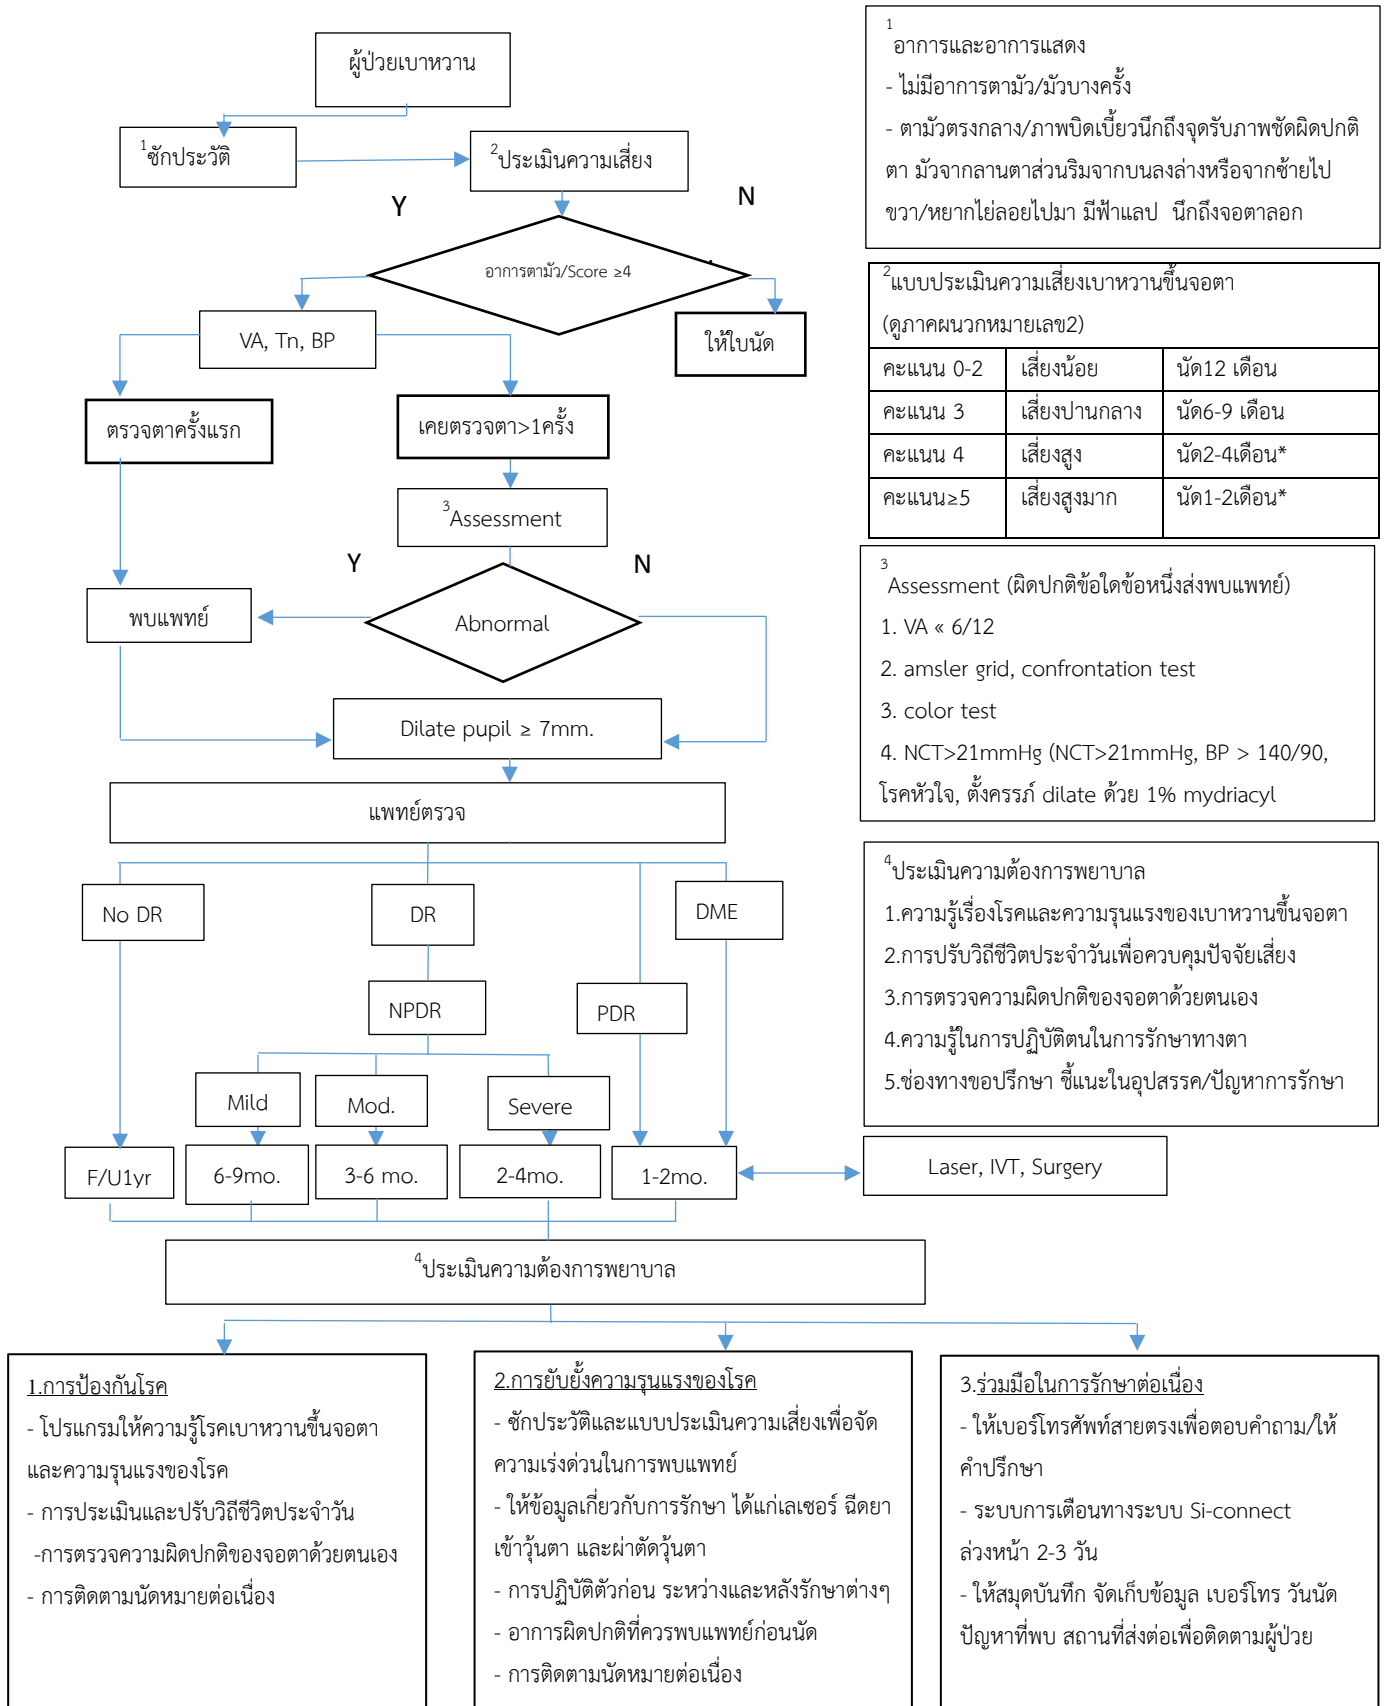 ผู้ป่วยเบาหวาน
1ซักประวัติ
2ประเมินความเสี่ยง
Y
N
อาการตามัว/Score ≥4
VA, Tn, BP
ให้ใบนัด
ตรวจตาครั้งแรก
เคยตรวจตา>1ครั้ง
3Assessment
Y
N
พบแพทย์
Abnormal
Dilate pupil ≥ 7mm.
แพทย์ตรวจ
No DR
DR
DME
NPDR
PDR
Mild
Mod.
Severe
F/U1yr
6-9mo.
3-6 mo.
2-4mo.
1-2mo.
Laser, IVT, Surgery
4ประเมินความต้องการพยาบาล
1อาการและอาการแสดง
- ไม่มีอาการตามัว/มัวบางครั้ง
- ตามัวตรงกลาง/ภาพบิดเบี้ยวนึกถึงจุดรับภาพชัดผิดปกติ
ตา มัวจากลานตาส่วนริมจากบนลงล่างหรือจากซ้ายไป
ขวา/หยากไย่ลอยไปมา มีฟ้าแลป นึกถึงจอตาลอก
2แบบประเมินความเสี่ยงเบาหวานขึ้นจอตา
(ดูภาคผนวกหมายเลข2)
คะแนน 0-2 เสี่ยงน้อย นัด12 เดือน
คะแนน 3 เสี่ยงปานกลาง นัด6-9 เดือน
คะแนน 4 เสี่ยงสูง นัด2-4เดือน*
คะแนน≥5 เสี่ยงสูงมาก นัด1-2เดือน*
3Assessment (ผิดปกติข้อใดข้อหนึ่งส่งพบแพทย์)
1. VA « 6/12
2. amsler grid, confrontation test
3. color test
4. NCT>21mmHg (NCT>21mmHg, BP > 140/90,
โรคหัวใจ, ตั้งครรภ์ dilate ด้วย 1% mydriacyl
4ประเมินความต้องการพยาบาล
1.ความรู้เรื่องโรคและความรุนแรงของเบาหวานขึ้นจอตา
2.การปรับวิถีชีวิตประจำวันเพื่อควบคุมปัจจัยเสี่ยง
3.การตรวจความผิดปกติของจอตาด้วยตนเอง
4.ความรู้ในการปฏิบัติตนในการรักษาทางตา
5.ช่องทางขอปรึกษา ชี้แนะในอุปสรรค/ปัญหาการรักษา
1.การป้องกันโรค
- โปรแกรมให้ความรู้โรคเบาหวานขึ้นจอตา
และความรุนแรงของโรค
- การประเมินและปรับวิถีชีวิตประจำวัน
-การตรวจความผิดปกติของจอตาด้วยตนเอง
- การติดตามนัดหมายต่อเนื่อง
2.การยับยั้งความรุนแรงของโรค
- ซักประวัติและแบบประเมินความเสี่ยงเพื่อจัด
ความเร่งด่วนในการพบแพทย์
- ให้ข้อมูลเกี่ยวกับการรักษา ได้แก่เลเซอร์ ฉีดยา
เข้าวุ้นตา และผ่าตัดวุ้นตา
- การปฏิบัติตัวก่อน ระหว่างและหลังรักษาต่างๆ
- อาการผิดปกติที่ควรพบแพทย์ก่อนนัด
- การติดตามนัดหมายต่อเนื่อง
3.ร่วมมือในการรักษาต่อเนื่อง
- ให้เบอร์โทรศัพท์สายตรงเพื่อตอบคำถาม/ให้
คำปรึกษา
- ระบบการเตือนทางระบบ Si-connect
ล่วงหน้า 2-3 วัน
- ให้สมุดบันทึก จัดเก็บข้อมูล เบอร์โทร วันนัด
ปัญหาที่พบ สถานที่ส่งต่อเพื่อติดตามผู้ป่วย